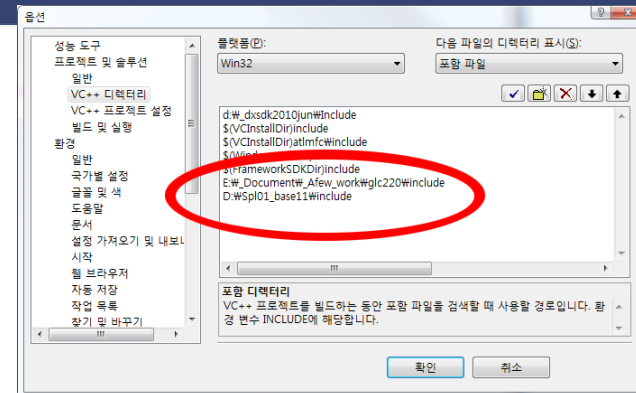 옵션
성능 도구
프로젝트 및 솔루션
일반
VC++ 디렉터리
VC++ 프로젝트 설정
빌드 및 실행
환경
일반
국가별 설정
글꼴 및 색
도움말
문서
설정 가져오기 및 내보니
시작
웹 브라우저
자동 저장
작업 목록
찾기 및 바꾸기
플랫폼(P):
Win32
다음 파일의 디렉터리 표시(S):
포함 파일
d:₩_dxsdk2010jun₩Include
$(VCInstallDir)include
$(VCInstallDir)atlmfc₩include
$(FrameworkSDKDir)include
E:₩_Document₩_Afew_work₩glc220₩include
D:₩Spl01_base11₩include
포함 디렉터리
VC++ 프로젝트를 빌드하는 동안 포함 파일을 검색할 때 사용할 경로입니다. 환
경 변수 INCLUDE에 해당합니다.
확인
취소